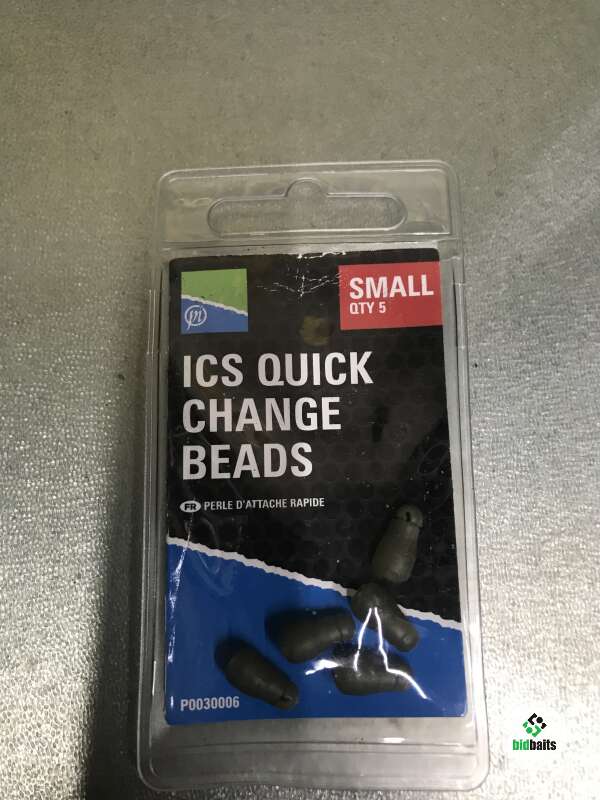 SMALL
QTY 5
ICS QUICK
CHANGE
BEADS
FR PERLE D'ATTACHE RAPIDE
P0030006
bidbaits